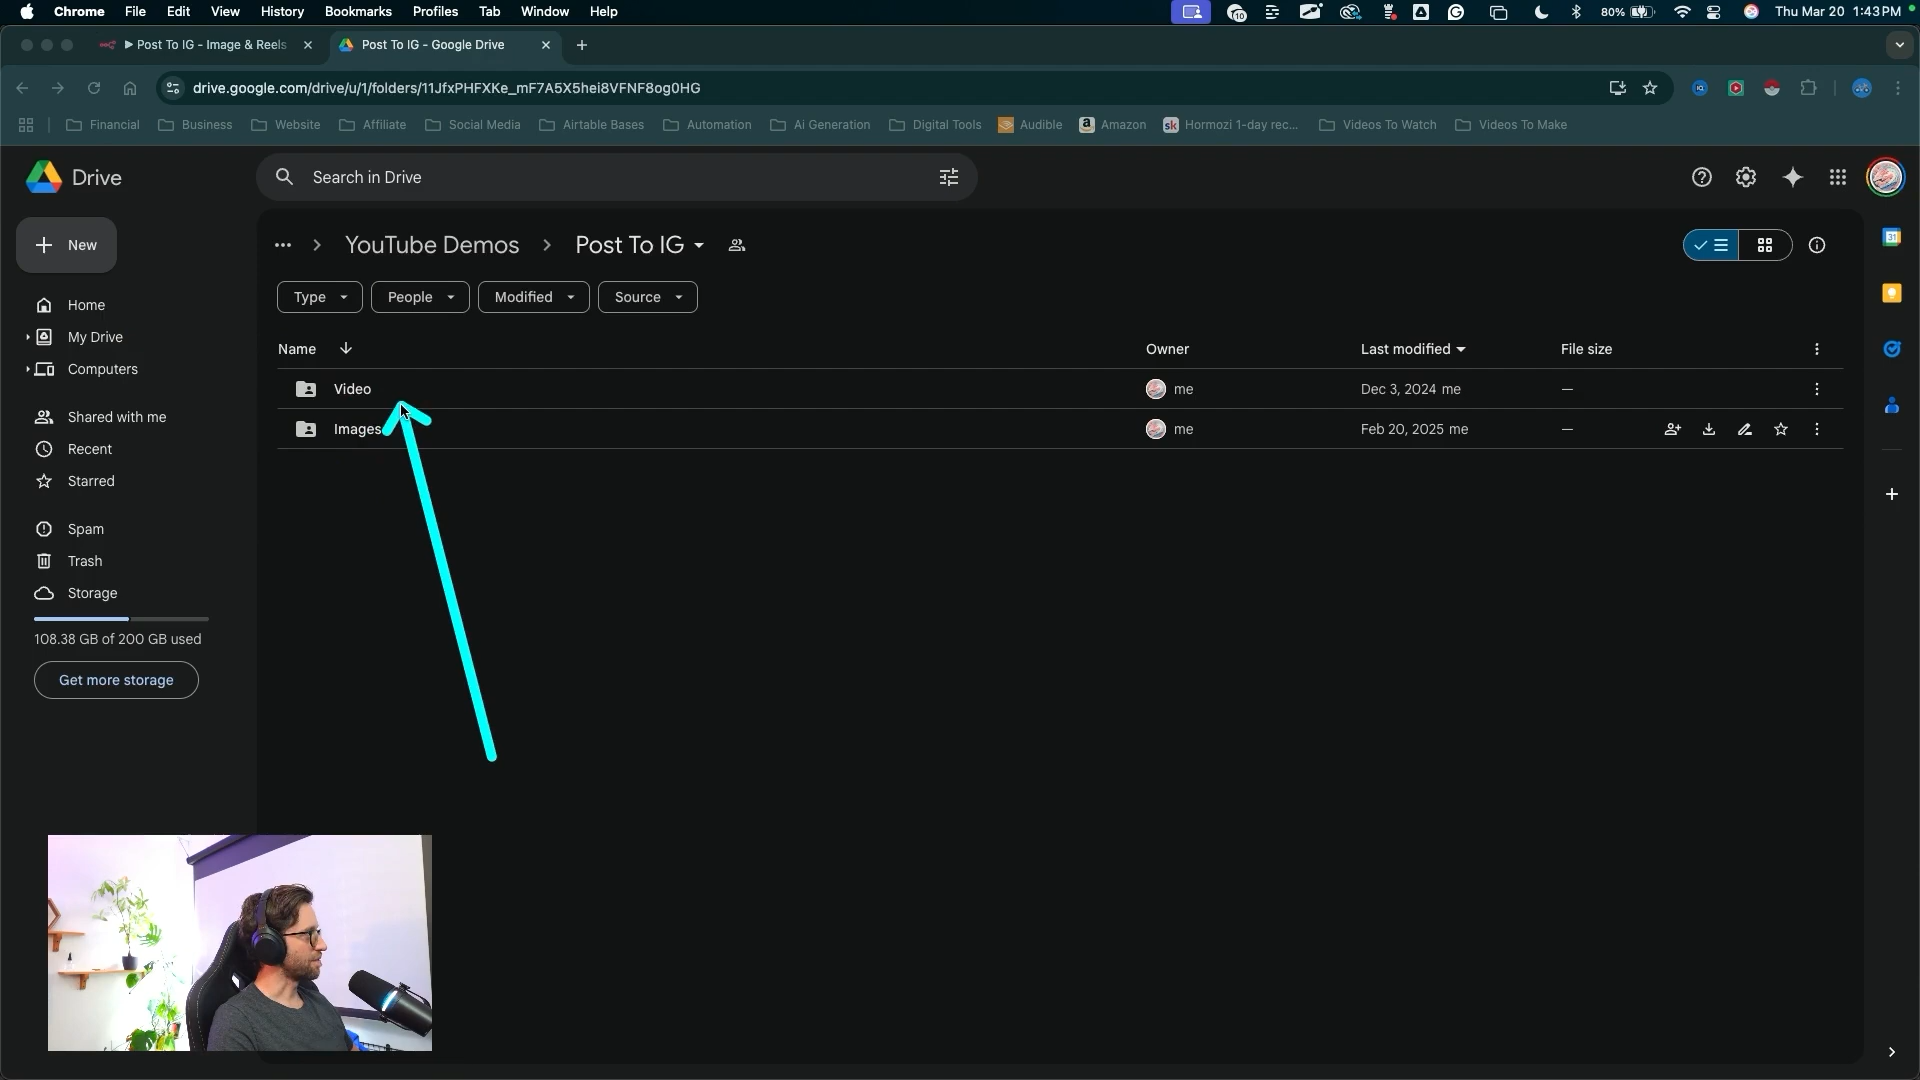 Chrome File Edit View History Bookmarks Profiles Tab Window Help 10 80% Thu Mar 20 1:43 PM
Post To IG - Image & Reels Post To IG - Google Drive
drive.google.com/drive/u/1/folders/11JfxPHFXKe_mF7A5X5hei8VFNF8og0HG
Financial Business Website Affiliate Social Media Airtable Bases Automation Ai Generation Digital Tools Audible Amazon sk Hormozi 1-day rec... Videos To Watch Videos To Make
Drive Search in Drive
New
YouTube Demos Post To IG
31
Type People Modified Source
Home
My Drive
Computers
Name Owner Last modified File size
Video me Dec 3, 2024 me —
Images me Feb 20, 2025 me —
Shared with me
Recent
Starred
Spam
Trash
Storage
108.38 GB of 200 GB used
Get more storage